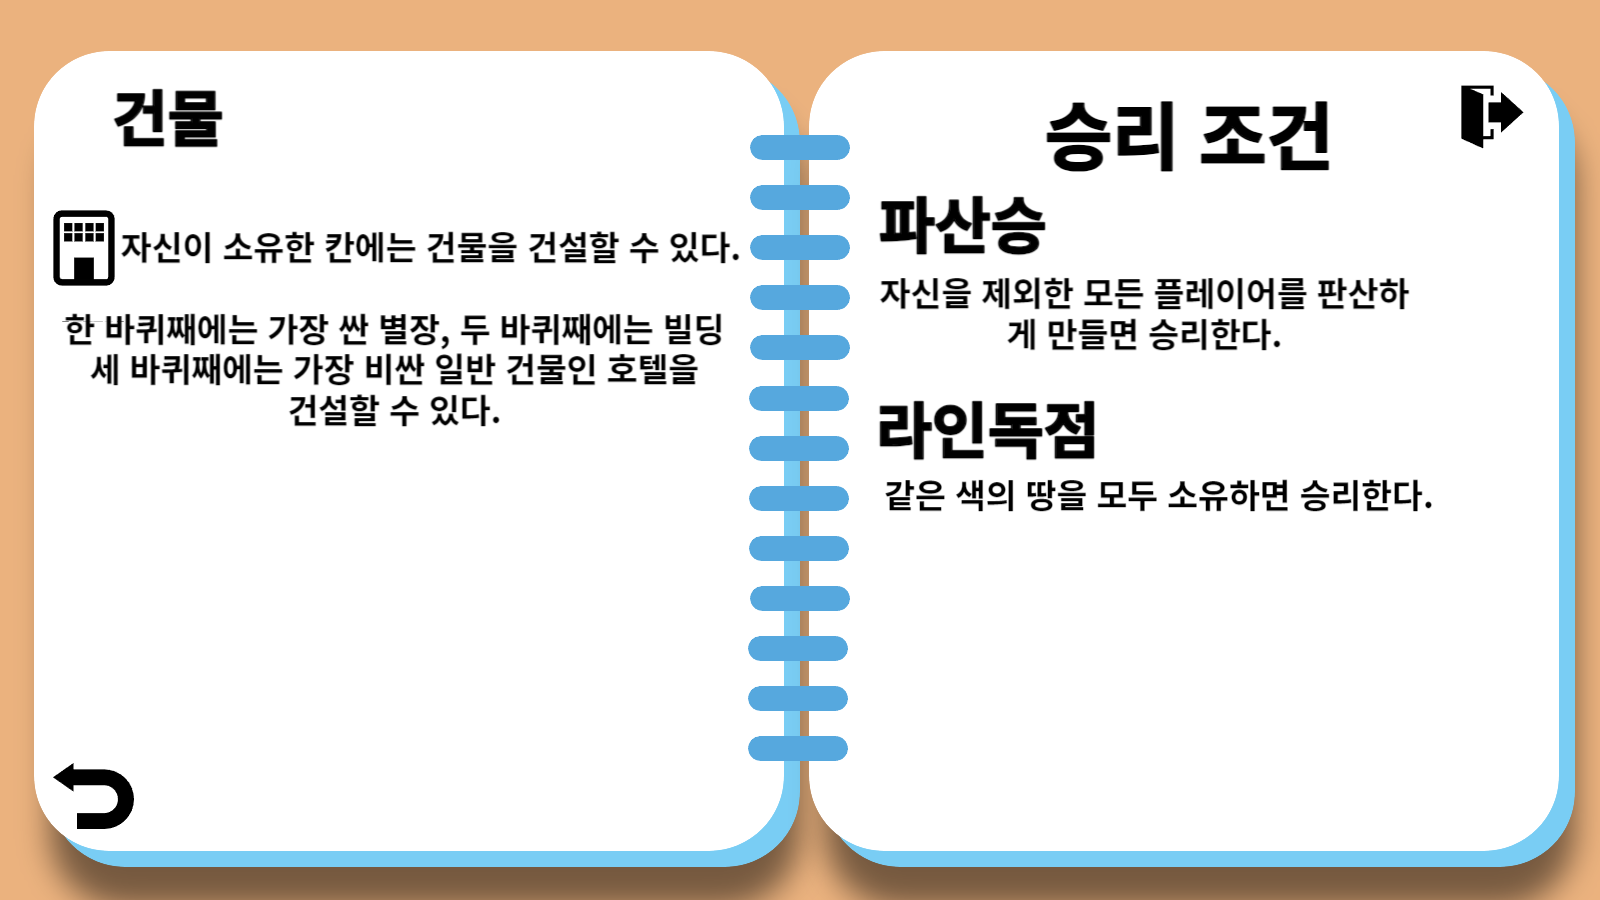 건물
자신이 소유한 칸에는 건물을 건설할 수 있다.
한 바퀴째에는 가장 싼 별장, 두 바퀴째에는 빌딩
세 바퀴째에는 가장 비싼 일반 건물인 호텔을
건설할 수 있다.
승리 조건
파산승
자신을 제외한 모든 플레이어를 판산하
게 만들면 승리한다.
라인독점
같은 색의 땅을 모두 소유하면 승리한다.